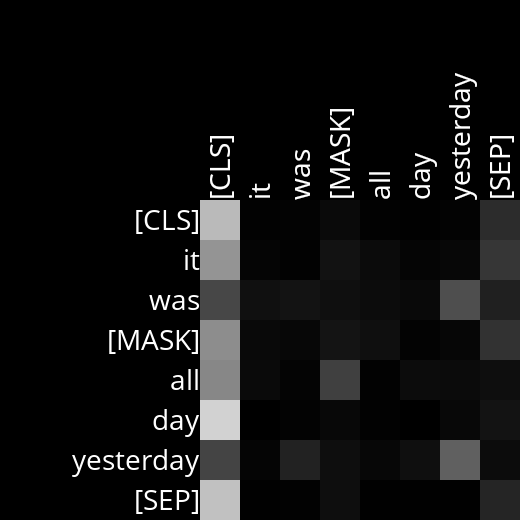 [CLS] it was [MASK] all day yesterday [SEP]
[CLS]
it
was
[MASK]
all
day
yesterday
[SEP]